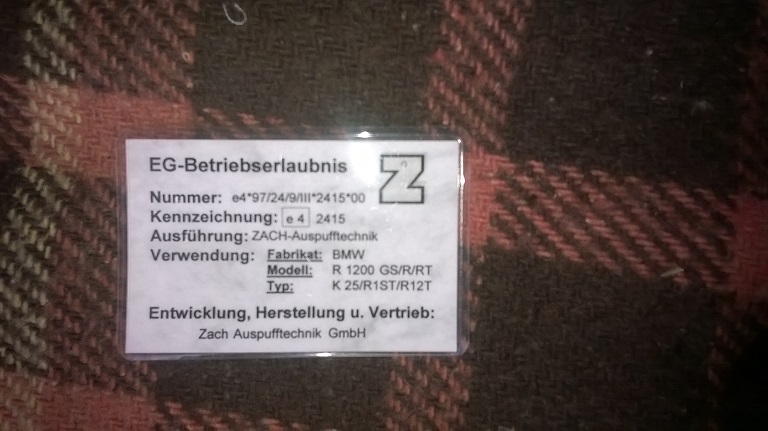 EG-Betriebserlaubnis
Z
Nummer: e4*97/24/9/III*2415*00
Kennzeichnung: e 4 2415
Ausführung: ZACH-Auspufftechnik
Verwendung: Fabrikat: BMW
Modell: R 1200 GS/R/RT
Typ: K 25/R1ST/R12T
Entwicklung, Herstellung u. Vertrieb:
Zach Auspufftechnik GmbH